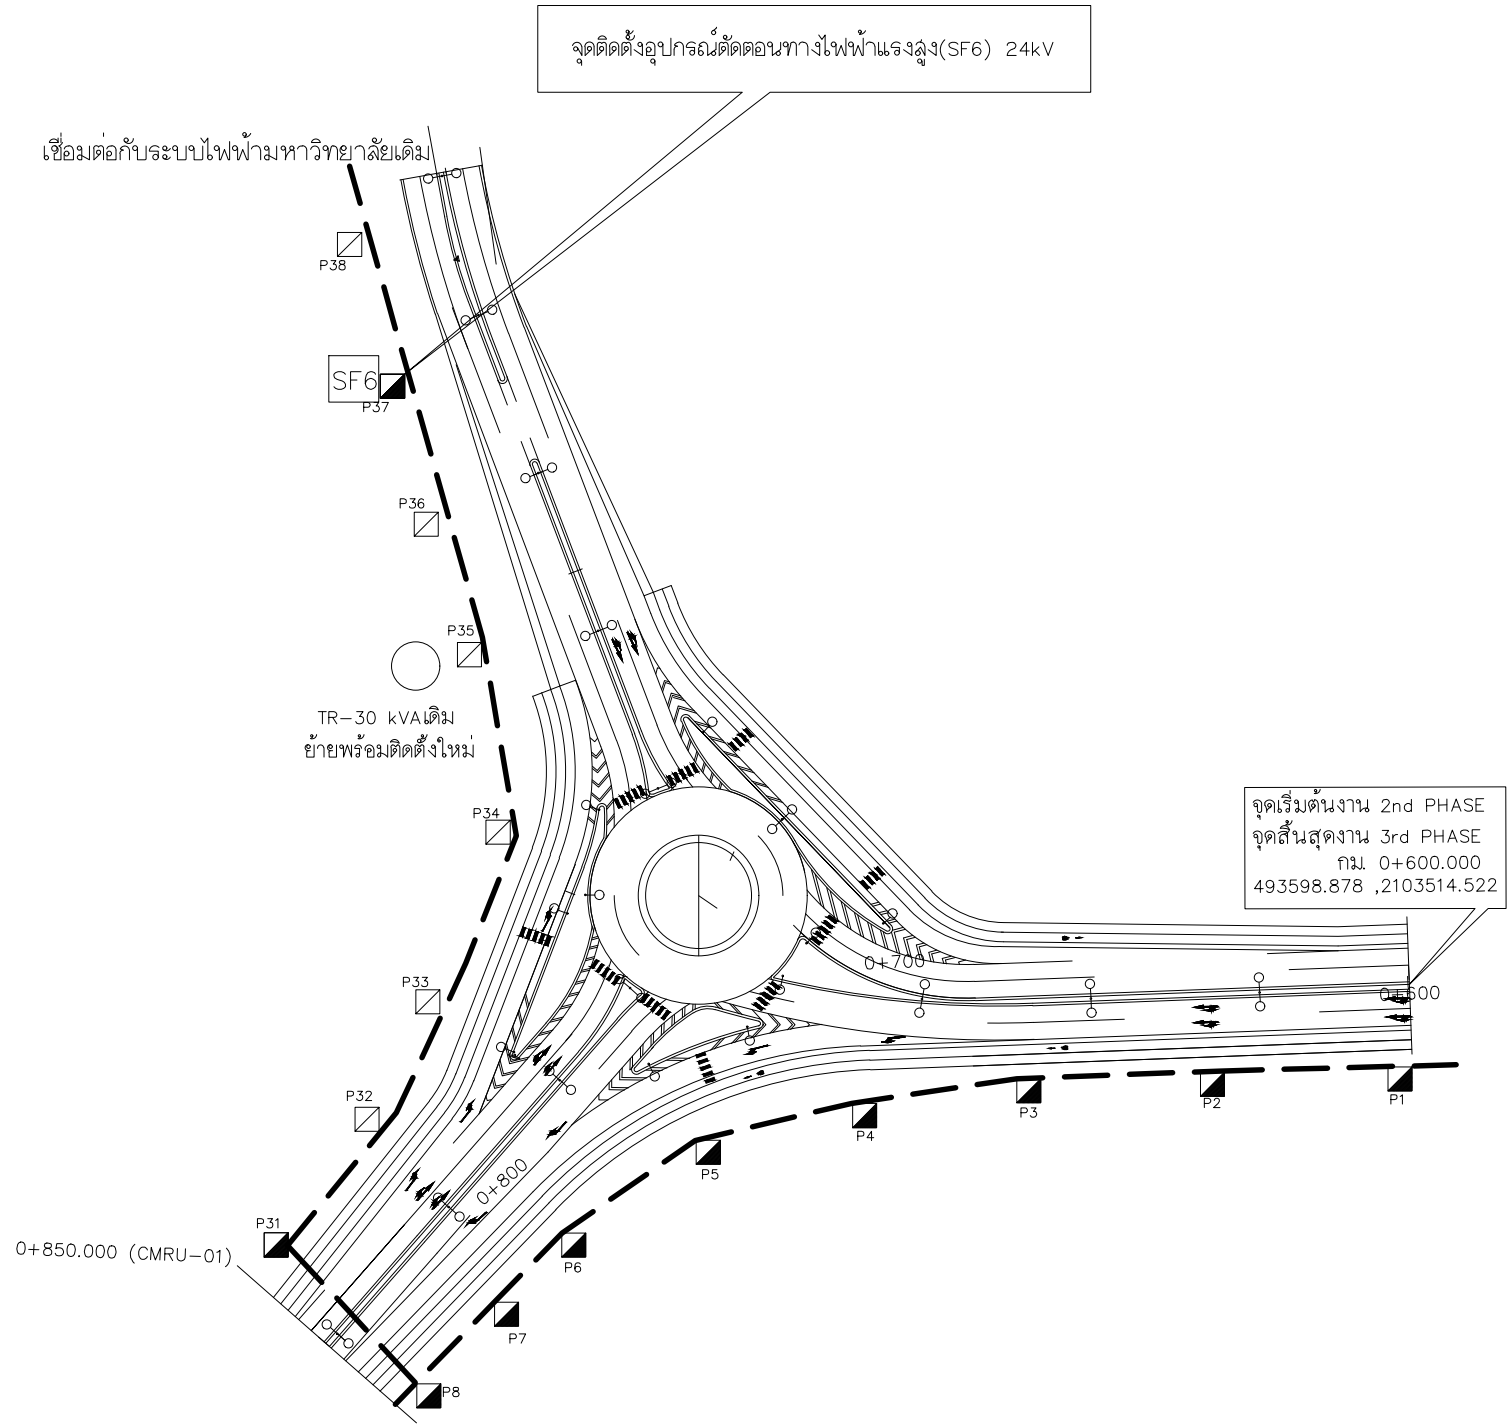 จุดติดตั้งอุปกรณ์ตัดตอนทางไฟฟ้าแรงสูง(SF6) 24kV
เชื่อมต่อกับระบบไฟฟ้ามหาวิทยาลัยเดิม
P38
SF6
P37
P36
P35
TR-30 kVAเดิม
ย้ายพร้อมติดตั้งใหม่
P34
จุดเริ่มต้นงาน 2nd PHASE
จุดสิ้นสุดงาน 3rd PHASE
กม. 0+600.000
493598.878 ,2103514.522
0+700
0+600
P33
P32
P1
P2
P3
P4
P5
0+800
P31
0+850.000 (CMRU-01)
P6
P7
P8